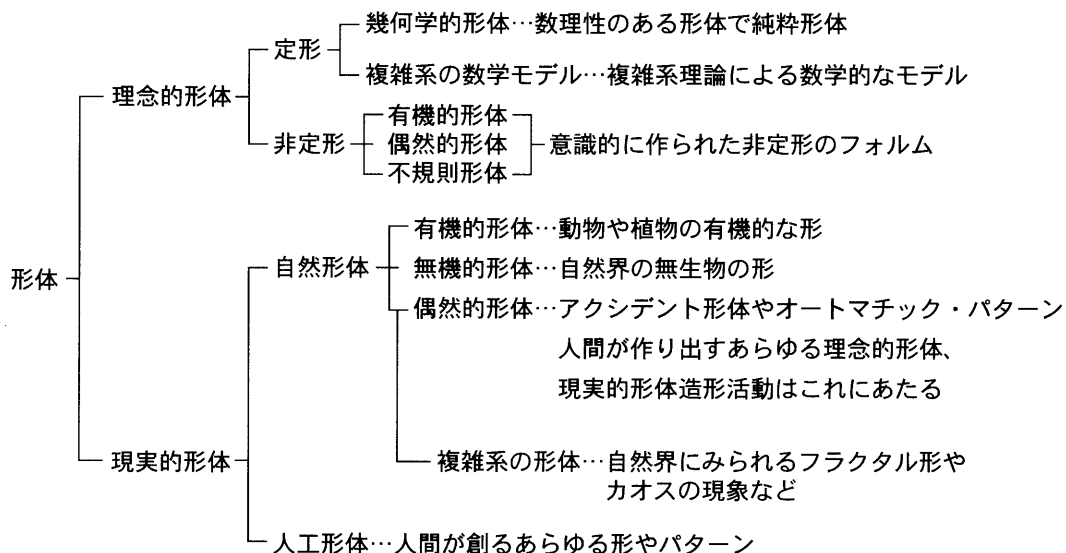 幾何学的形体…数理性のある形体で純粋形体
定形
複雑系の数学モデル…複雑系理論による数学的なモデル
理念的形体
有機的形体
非定形
偶然的形体
意識的に作られた非定形のフォルム
不規則形体
有機的形体…動物や植物の有機的な形
自然形体
無機的形体…自然界の無生物の形
形体
偶然的形体…アクシデント形体やオートマチック・パターン
人間が作り出すあらゆる理念的形体、
現実的形体造形活動はこれにあたる
現実的形体
複雑系の形体…自然界にみられるフラクタル形や
カオスの現象など
人工形体…人間が創るあらゆる形やパターン